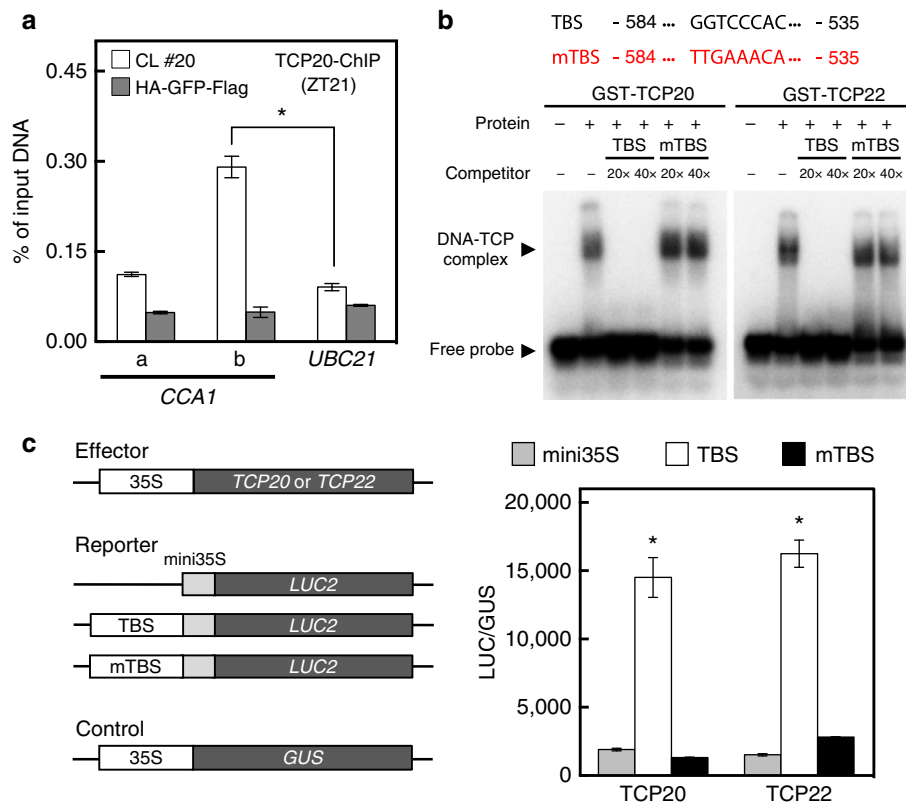 a
CL #20
HA-GFP-Flag
TCP20-ChIP
(ZT21)
*
% of input DNA
0.45
0.30
0.15
0.00
a
b
UBC21
CCA1
b
TBS - 584 ... GGTCCCAC... - 535
mTBS - 584 ... TTGAAACA ... - 535
GST-TCP20
GST-TCP22
Protein − + + + + + − + + + + +
TBS mTBS TBS mTBS
Competitor − − 20× 40× 20× 40× − − 20× 40× 20× 40×
DNA-TCP
complex
Free probe
c
Effector
35S TCP20 or TCP22
Reporter
mini35S
LUC2
TBS LUC2
mTBS LUC2
Control
35S GUS
mini35S TBS mTBS
LUC/GUS
20,000
15,000
10,000
5,000
0
* *
TCP20 TCP22